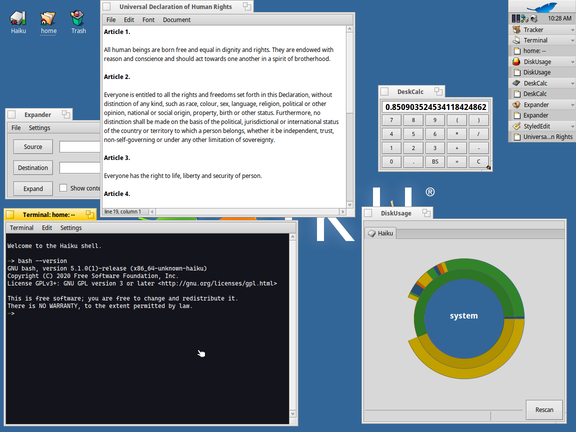 Haiku
home
Trash
Universal Declaration of Human Rights
File Edit Font Document
Article 1.
All human beings are born free and equal in dignity and rights. They are endowed with
reason and conscience and should act towards one another in a spirit of brotherhood.
Article 2.
Everyone is entitled to all the rights and freedoms set forth in this Declaration, without
distinction of any kind, such as race, colour, sex, language, religion, political or other
opinion, national or social origin, property, birth or other status. Furthermore, no
distinction shall be made on the basis of the political, jurisdictional or international status
of the country or territory to which a person belongs, whether it be independent, trust,
non-self-governing or under any other limitation of sovereignty.
Article 3.
Everyone has the right to life, liberty and security of person.
Article 4.
line 19, column 1
Expander
File Settings
Source
Destination
Expand
Show conte
DeskCalc
0.85090352453411842486​2
7 8 9 ( )
4 5 6 * /
1 2 3 + -
0 . BS = C
10:28 AM
Tracker
Terminal
home: --
DiskUsage
DiskUsage
DeskCalc
DeskCalc
Expander
Expander
StyledEdit
Universa...n Rights
®
Terminal: home: --
Terminal Edit Settings
Welcome to the Haiku shell.
-> bash --version
GNU bash, version 5.1.0(1)-release (x86_64-unknown-haiku)
Copyright (C) 2020 Free Software Foundation, Inc.
License GPLv3+: GNU GPL version 3 or later <http://gnu.org/licenses/gpl.html>
This is free software; you are free to change and redistribute it.
There is NO WARRANTY, to the extent permitted by law.
->
DiskUsage
Haiku
system
Rescan